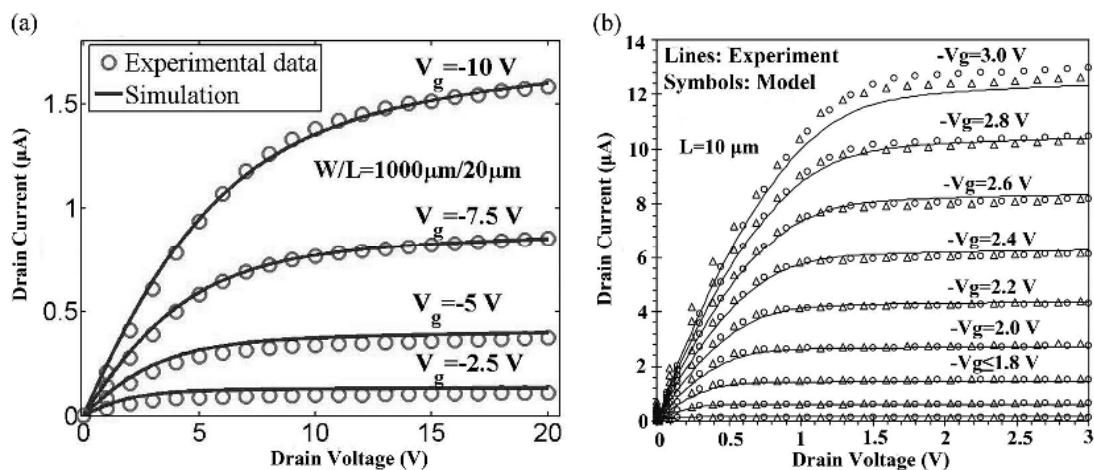 (a)
Experimental data
Simulation
V_g=-10 V
W/L=1000μm/20μm
V_g=-7.5 V
V_g=-5 V
V_g=-2.5 V
Drain Current (μA)
1.5
1
0.5
0
0
5
10
15
20
Drain Voltage (V)
(b)
Lines: Experiment
Symbols: Model
L=10 μm
-Vg=3.0 V
-Vg=2.8 V
-Vg=2.6 V
-Vg=2.4 V
-Vg=2.2 V
-Vg=2.0 V
-Vg≤1.8 V
Drain Current (μA)
14
12
10
8
6
4
2
0
0
0.5
1
1.5
2
2.5
3
Drain Voltage (V)